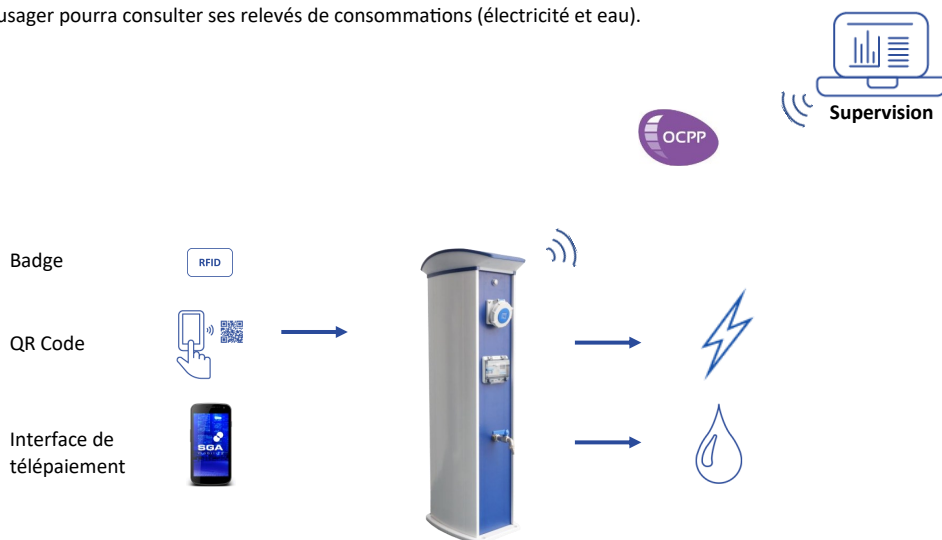 usager pourra consulter ses relevés de consommations (électricité et eau).
Supervision
OCPP
Badge
RFID
QR Code
Interface de
télépaiement
SGA